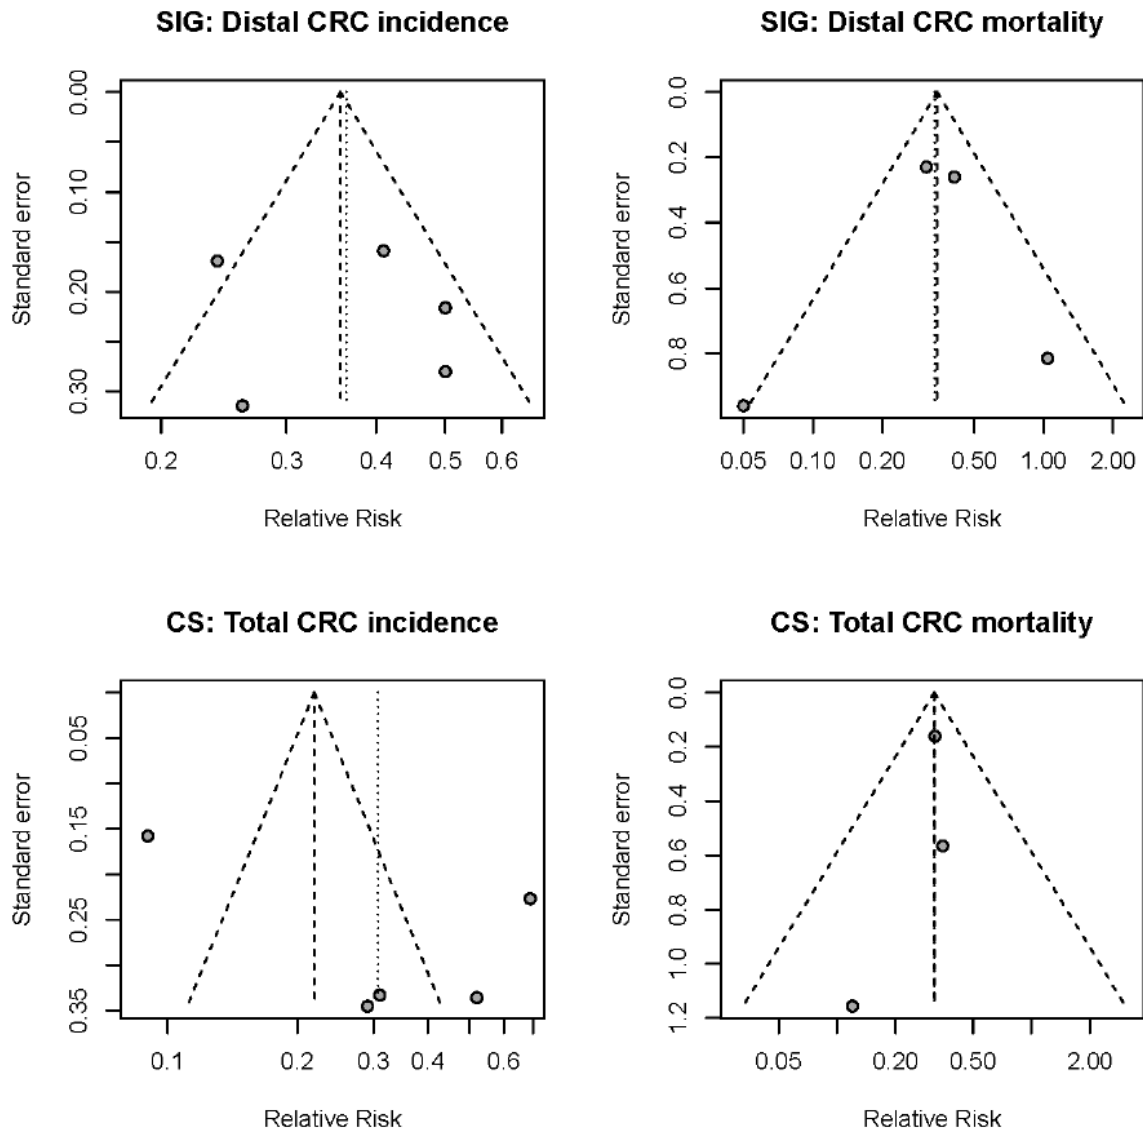 SIG: Distal CRC incidence
Standard error
0.00
0.10
0.20
0.30
0.2 0.3 0.4 0.5 0.6
Relative Risk
SIG: Distal CRC mortality
Standard error
0.0
0.2
0.4
0.6
0.8
0.05 0.10 0.20 0.50 1.00 2.00
Relative Risk
CS: Total CRC incidence
Standard error
0.05
0.15
0.25
0.35
0.1 0.2 0.3 0.4 0.6
Relative Risk
CS: Total CRC mortality
Standard error
0.0
0.2
0.4
0.6
0.8
1.0
1.2
0.05 0.20 0.50 2.00
Relative Risk